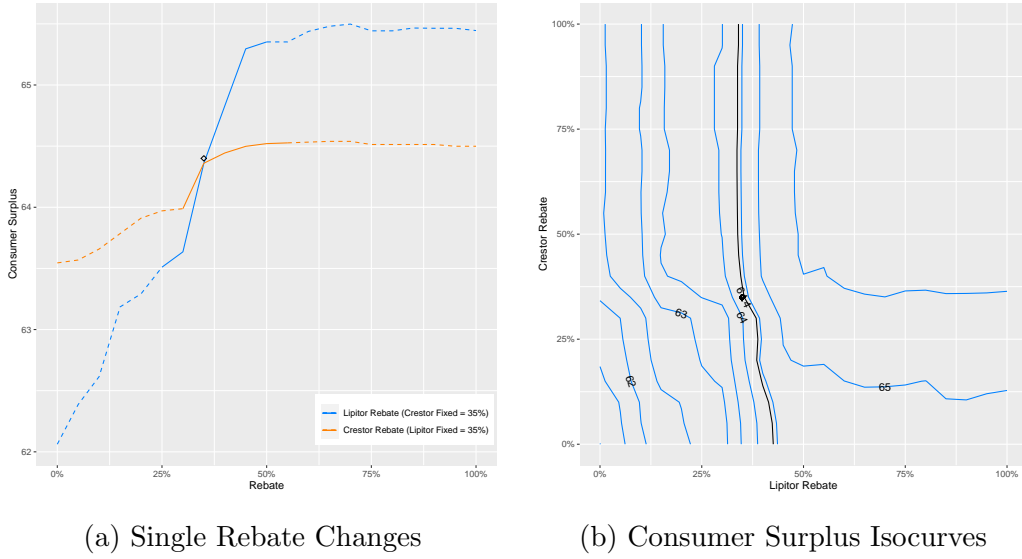 65
64
63
62
Consumer Surplus
0%
25%
50%
75%
100%
Rebate
Lipitor Rebate (Crestor Fixed = 35%)
Crestor Rebate (Lipitor Fixed = 35%)
(a) Single Rebate Changes
100%
75%
50%
25%
0%
Crestor Rebate
64
63
62
65
0%
25%
50%
75%
100%
Lipitor Rebate
(b) Consumer Surplus Isocurves